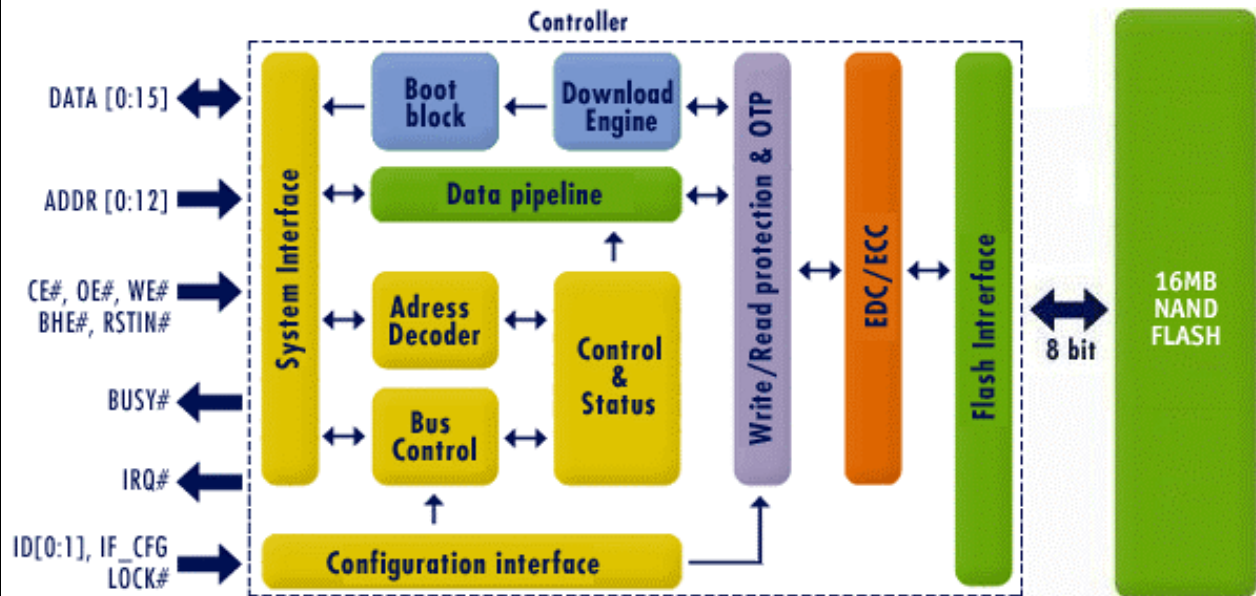 Controller
DATA [0:15]
ADDR [0:12]
CE#, OE#, WE#
BHE#, RSTIN#
BUSY#
IRQ#
ID[0:1], IF_CFG
LOCK#
System Interface
Boot
block
Download
Engine
Data pipeline
Adress
Decoder
Bus
Control
Control
&
Status
Configuration interface
Write/Read protection & OTP
EDC/ECC
Flash Intrerface
8 bit
16MB
NAND
FLASH